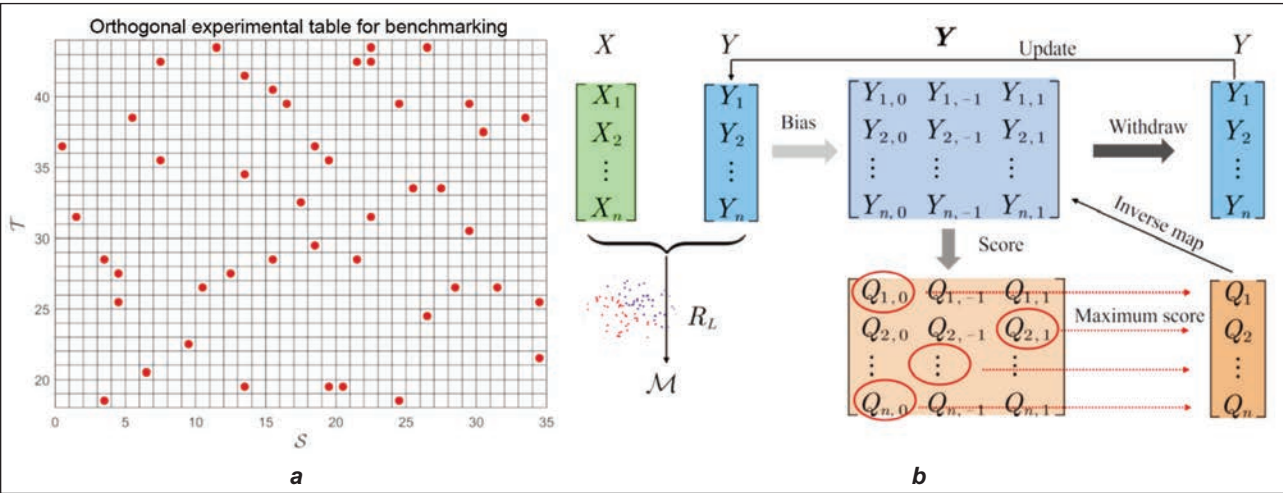 Orthogonal experimental table for benchmarking
40
35
30
25
20
0 5 10 15 20 25 30 35
𝒯
𝒮
a
X Y Y Y
Update
X₁ Y₁ Y₁,₀ Y₁,₋₁ Y₁,₁ Y₁
Bias Withdraw
X₂ Y₂ Y₂,₀ Y₂,₋₁ Y₂,₁ Y₂
⋮ ⋮ ⋮ ⋮ ⋮ ⋮
Xₙ Yₙ Yₙ,₀ Yₙ,₋₁ Yₙ,₁ Yₙ
Inverse map
Score
R_L
ℳ
Q₁,₀ Q₁,₋₁ Q₁,₁ Q₁
Maximum score
Q₂,₀ Q₂,₋₁ Q₂,₁ Q₂
⋮ ⋮ ⋮ ⋮
Qₙ,₀ Qₙ,₋₁ Qₙ,₁ Qₙ
b